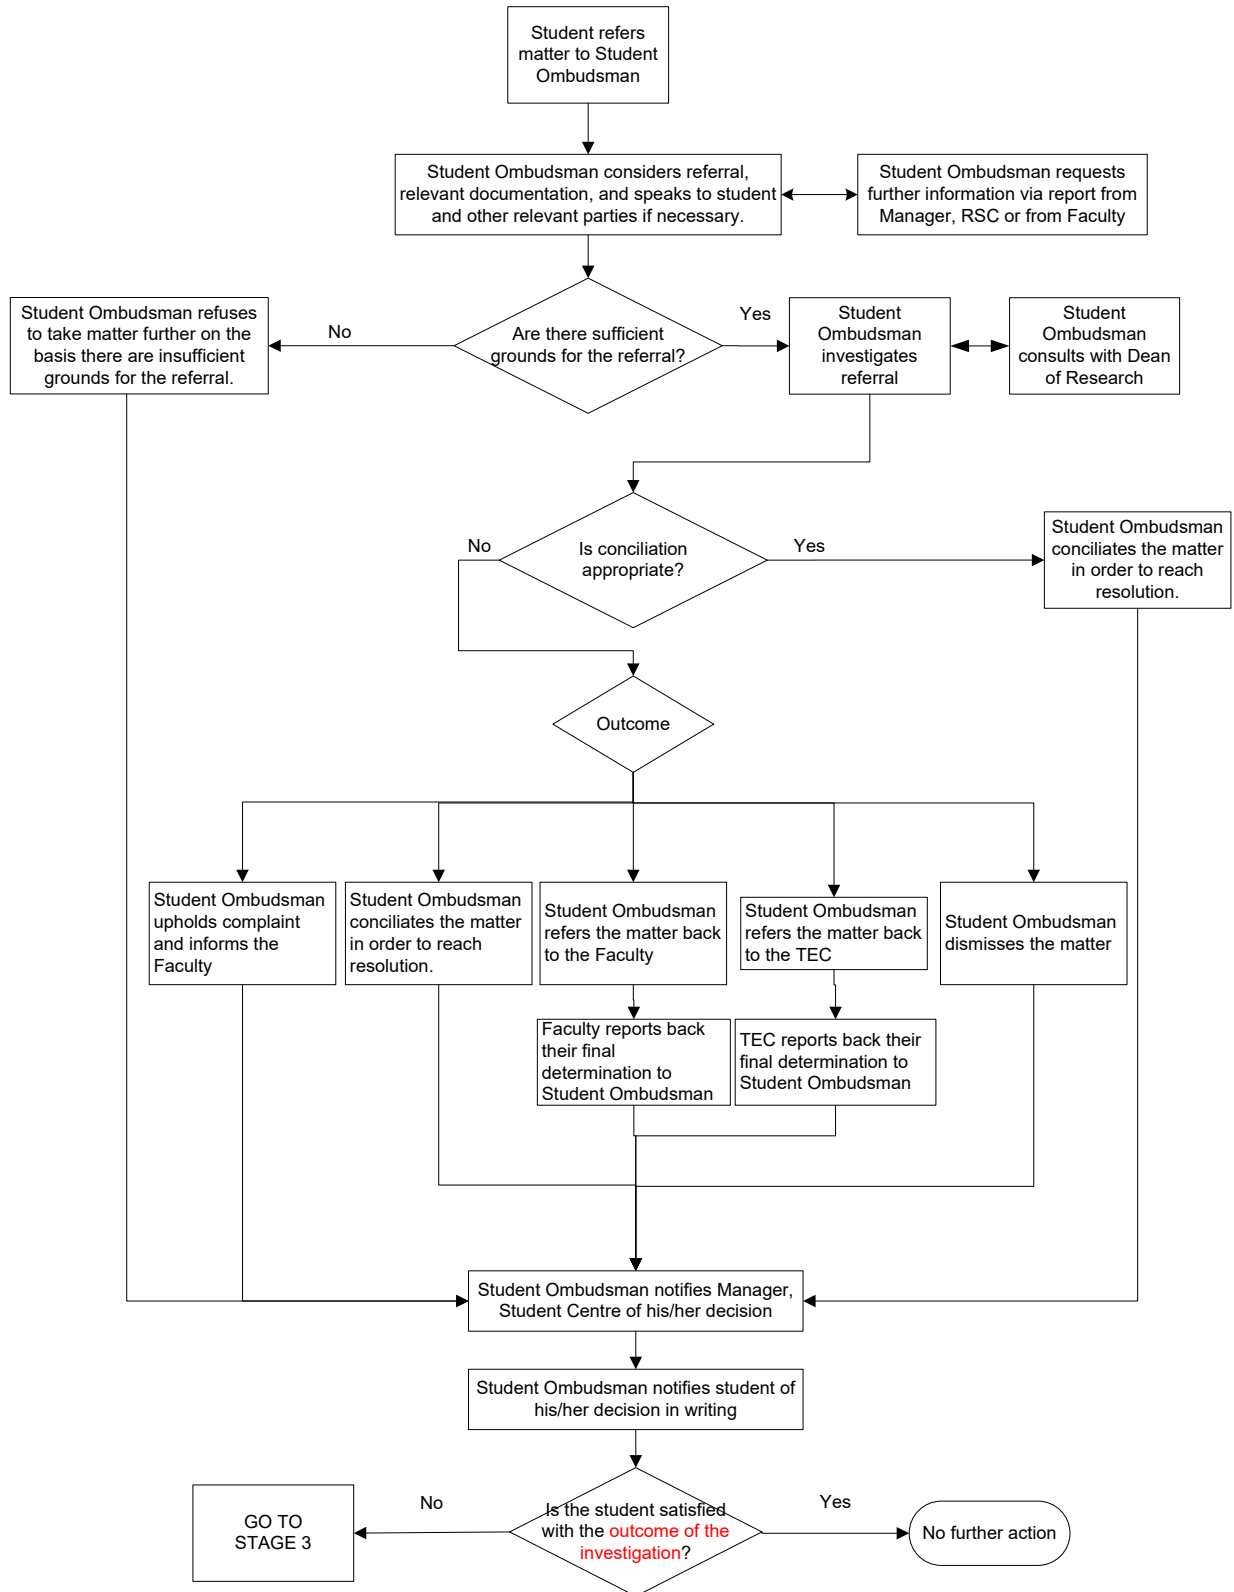 Student refers
matter to Student
Ombudsman
Student Ombudsman considers referral,
relevant documentation, and speaks to student
and other relevant parties if necessary.
Student Ombudsman requests
further information via report from
Manager, RSC or from Faculty
Student Ombudsman refuses
to take matter further on the
basis there are insufficient
grounds for the referral.
No
Are there sufficient
grounds for the referral?
Yes
Student
Ombudsman
investigates
referral
Student
Ombudsman
consults with Dean
of Research
No
Is conciliation
appropriate?
Yes
Student Ombudsman
conciliates the matter
in order to reach
resolution.
Outcome
Student Ombudsman
upholds complaint
and informs the
Faculty
Student Ombudsman
conciliates the matter
in order to reach
resolution.
Student Ombudsman
refers the matter back
to the Faculty
Student Ombudsman
refers the matter back
to the TEC
Student Ombudsman
dismisses the matter
Faculty reports back
their final
determination to
Student Ombudsman
TEC reports back their
final determination to
Student Ombudsman
Student Ombudsman notifies Manager,
Student Centre of his/her decision
Student Ombudsman notifies student of
his/her decision in writing
GO TO
STAGE 3
No
Is the student satisfied
with the outcome of the
investigation?
Yes
No further action